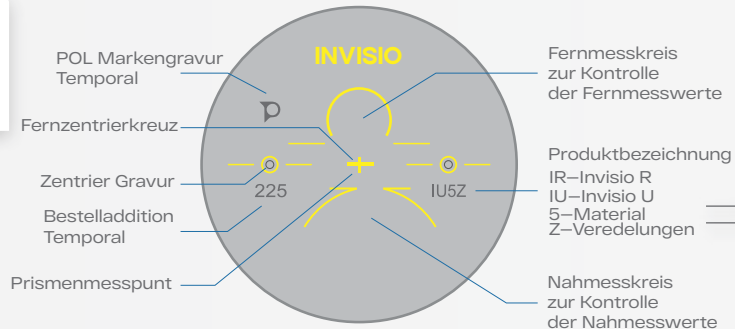 POL Markengravur
Temporal
Fernzentrierkreuz
Zentrier Gravur
Bestelladdition
Temporal
Prismenmesspunt
INVISIO
225
IU5Z
Fernmesskreis
zur Kontrolle
der Fernmesswerte
Produktbezeichnung
IR–Invisio R
IU–Invisio U
5–Material
Z–Veredelungen
Nahmesskreis
zur Kontrolle
der Nahmesswerte